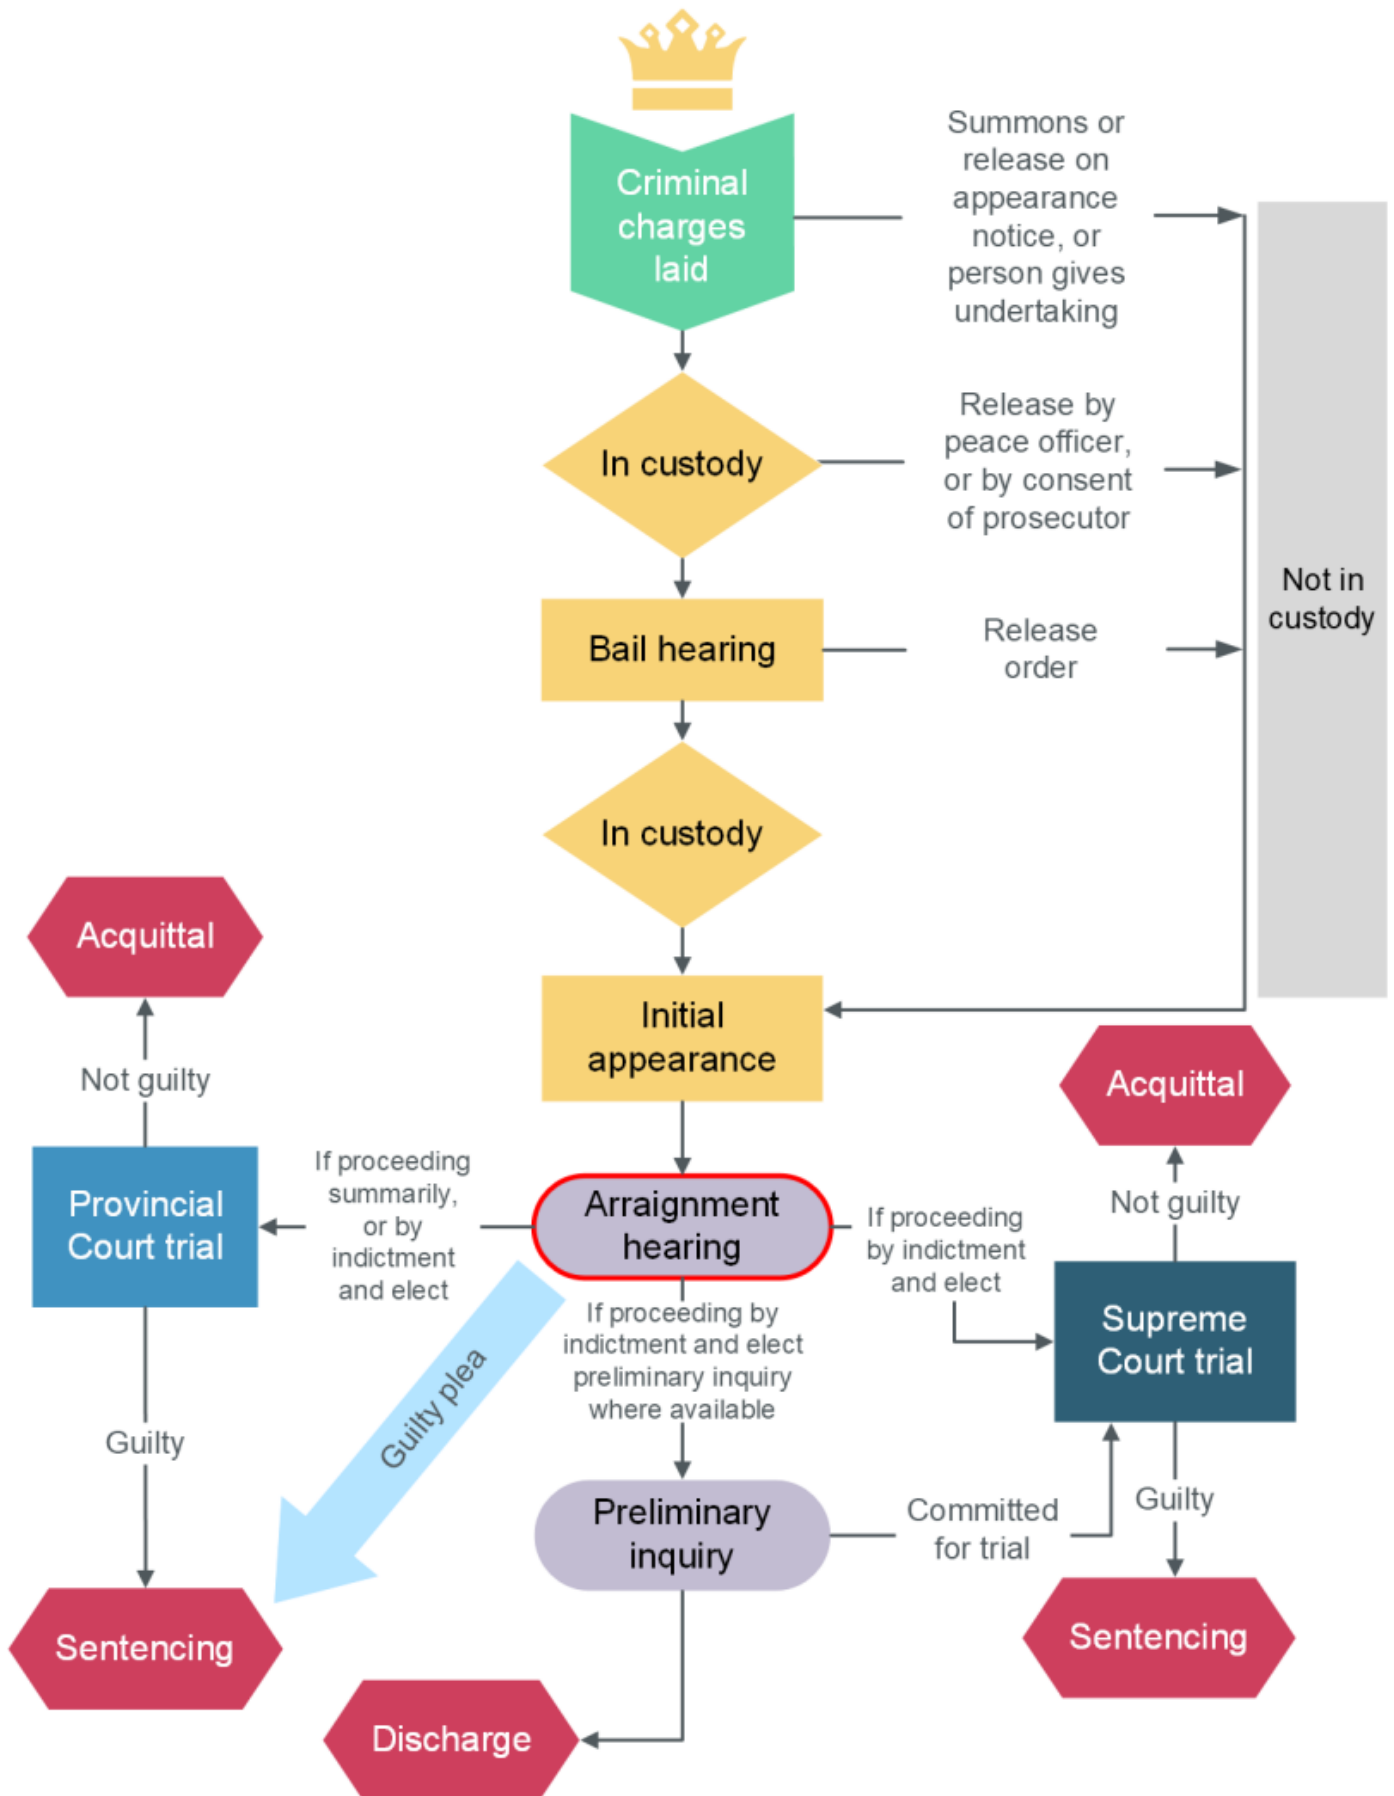 Criminal
charges
laid
Summons or
release on
appearance
notice, or
person gives
undertaking
In custody
Release by
peace officer,
or by consent
of prosecutor
Not in
custody
Bail hearing
Release
order
In custody
Initial
appearance
Acquittal
Not guilty
Provincial
Court trial
If proceeding
summarily,
or by
indictment
and elect
Arraignment
hearing
If proceeding
by indictment
and elect
Acquittal
Not guilty
Supreme
Court trial
If proceeding by
indictment and elect
preliminary inquiry
where available
Guilty plea
Guilty
Preliminary
inquiry
Committed
for trial
Guilty
Sentencing
Sentencing
Discharge